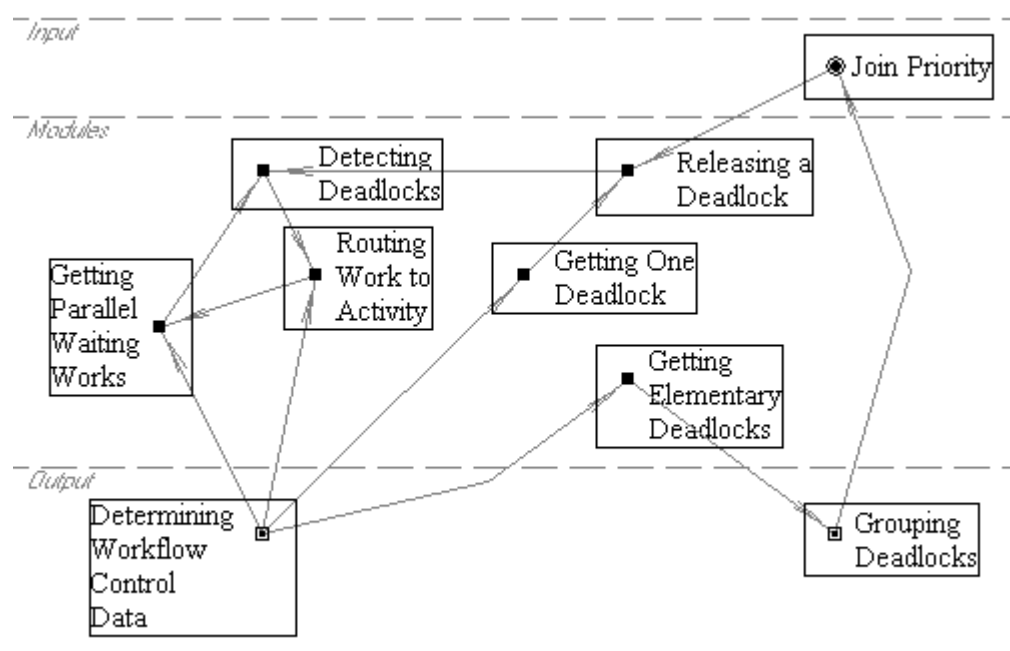 Input
Join Priority
Modules
Detecting
Deadlocks
Releasing a
Deadlock
Routing
Work to
Activity
Getting One
Deadlock
Getting
Parallel
Waiting
Works
Getting
Elementary
Deadlocks
Output
Determining
Workflow
Control
Data
Grouping
Deadlocks